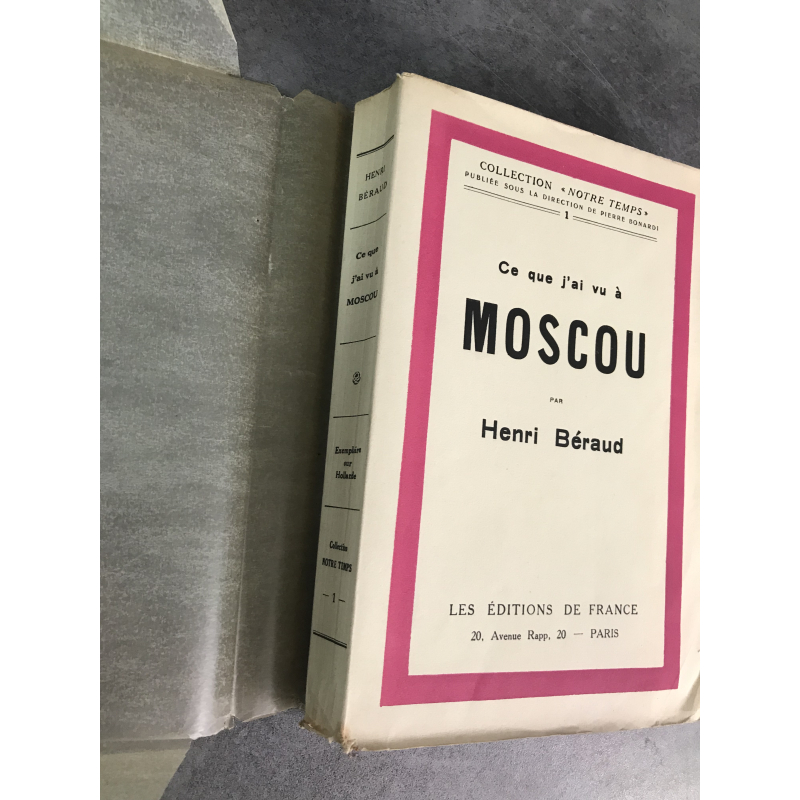 HENRI
BÉRAUD
Ce que
j'ai vu à
MOSCOU
Exemplaire
sur
Hollande
Collection
NOTRE TEMPS
— 1 —
COLLECTION « NOTRE TEMPS »
PUBLIÉE SOUS LA DIRECTION DE PIERRE BONARDI
1
Ce que j'ai vu à
MOSCOU
PAR
Henri Béraud
LES ÉDITIONS DE FRANCE
20, Avenue Rapp, 20 — PARIS